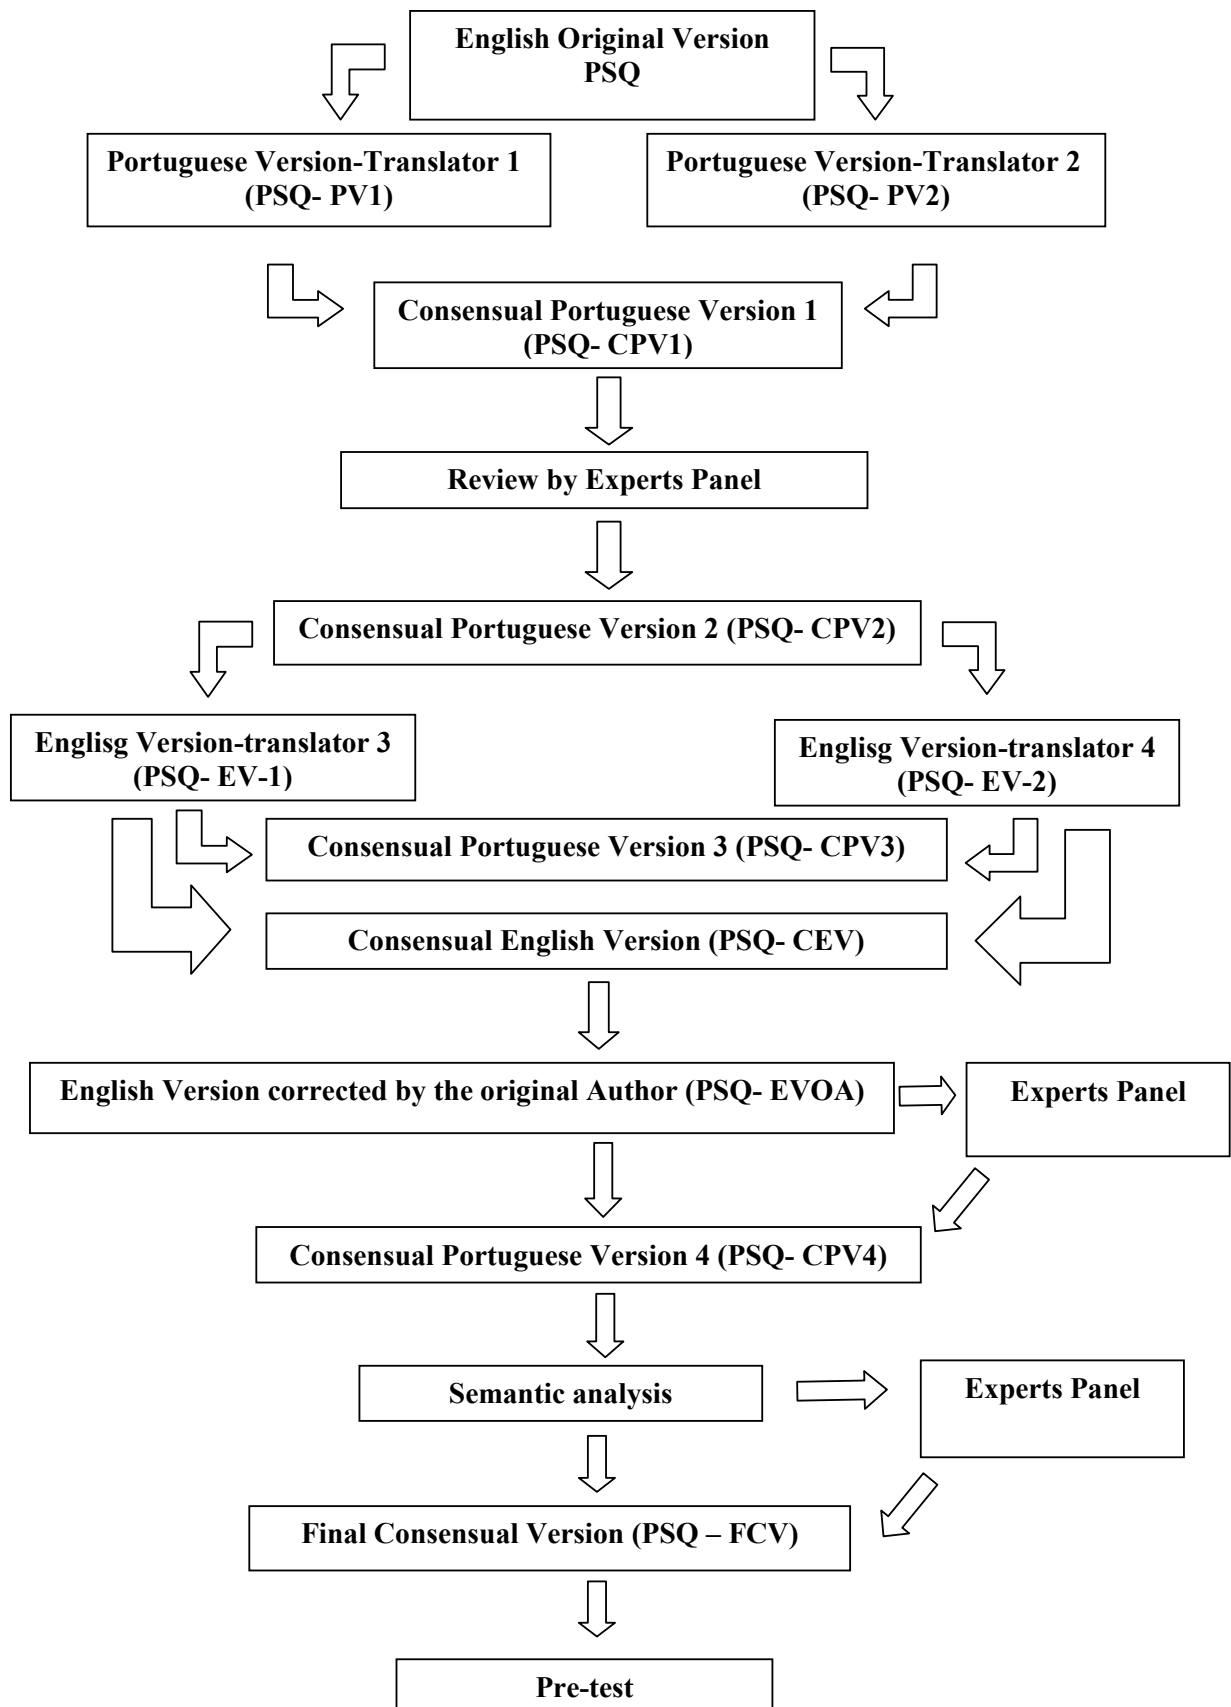 English Original Version
PSQ
Portuguese Version-Translator 1
(PSQ- PV1)
Portuguese Version-Translator 2
(PSQ- PV2)
Consensual Portuguese Version 1
(PSQ- CPV1)
Review by Experts Panel
Consensual Portuguese Version 2 (PSQ- CPV2)
Englisg Version-translator 3
(PSQ- EV-1)
Englisg Version-translator 4
(PSQ- EV-2)
Consensual Portuguese Version 3 (PSQ- CPV3)
Consensual English Version (PSQ- CEV)
English Version corrected by the original Author (PSQ- EVOA)
Experts Panel
Consensual Portuguese Version 4 (PSQ- CPV4)
Semantic analysis
Experts Panel
Final Consensual Version (PSQ – FCV)
Pre-test